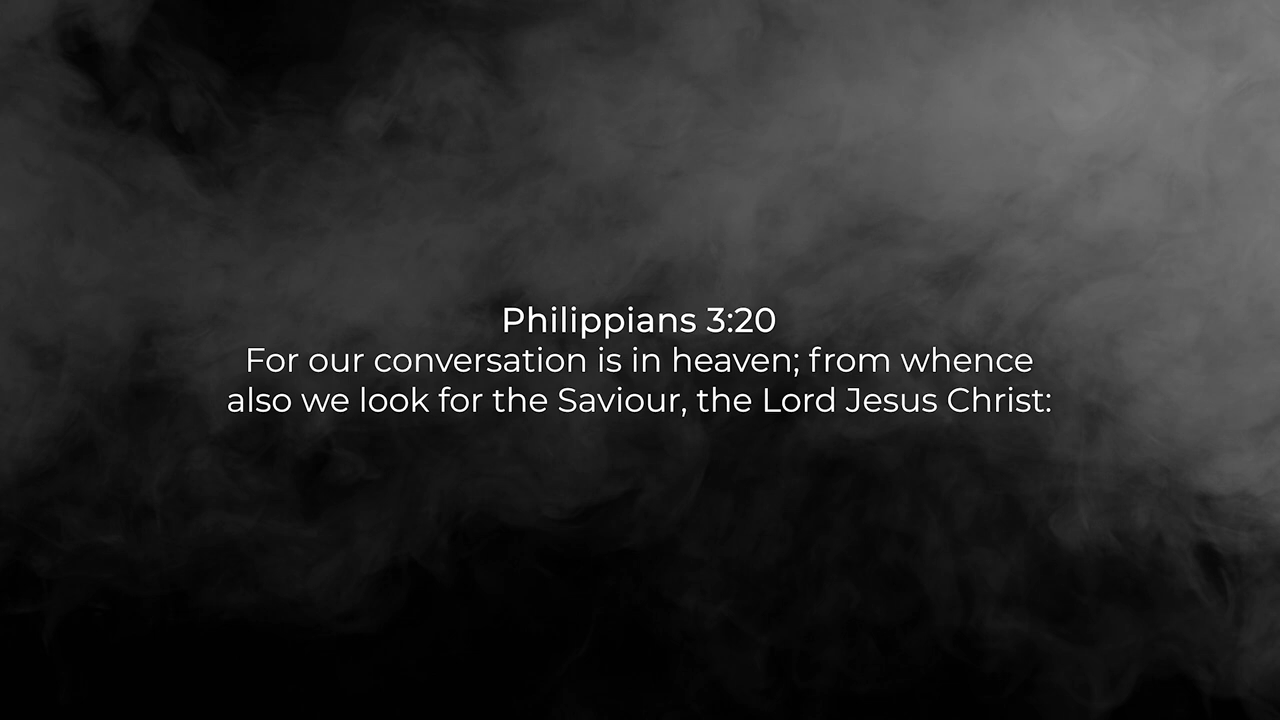 Philippians 3:20
For our conversation is in heaven; from whence
also we look for the Saviour, the Lord Jesus Christ: